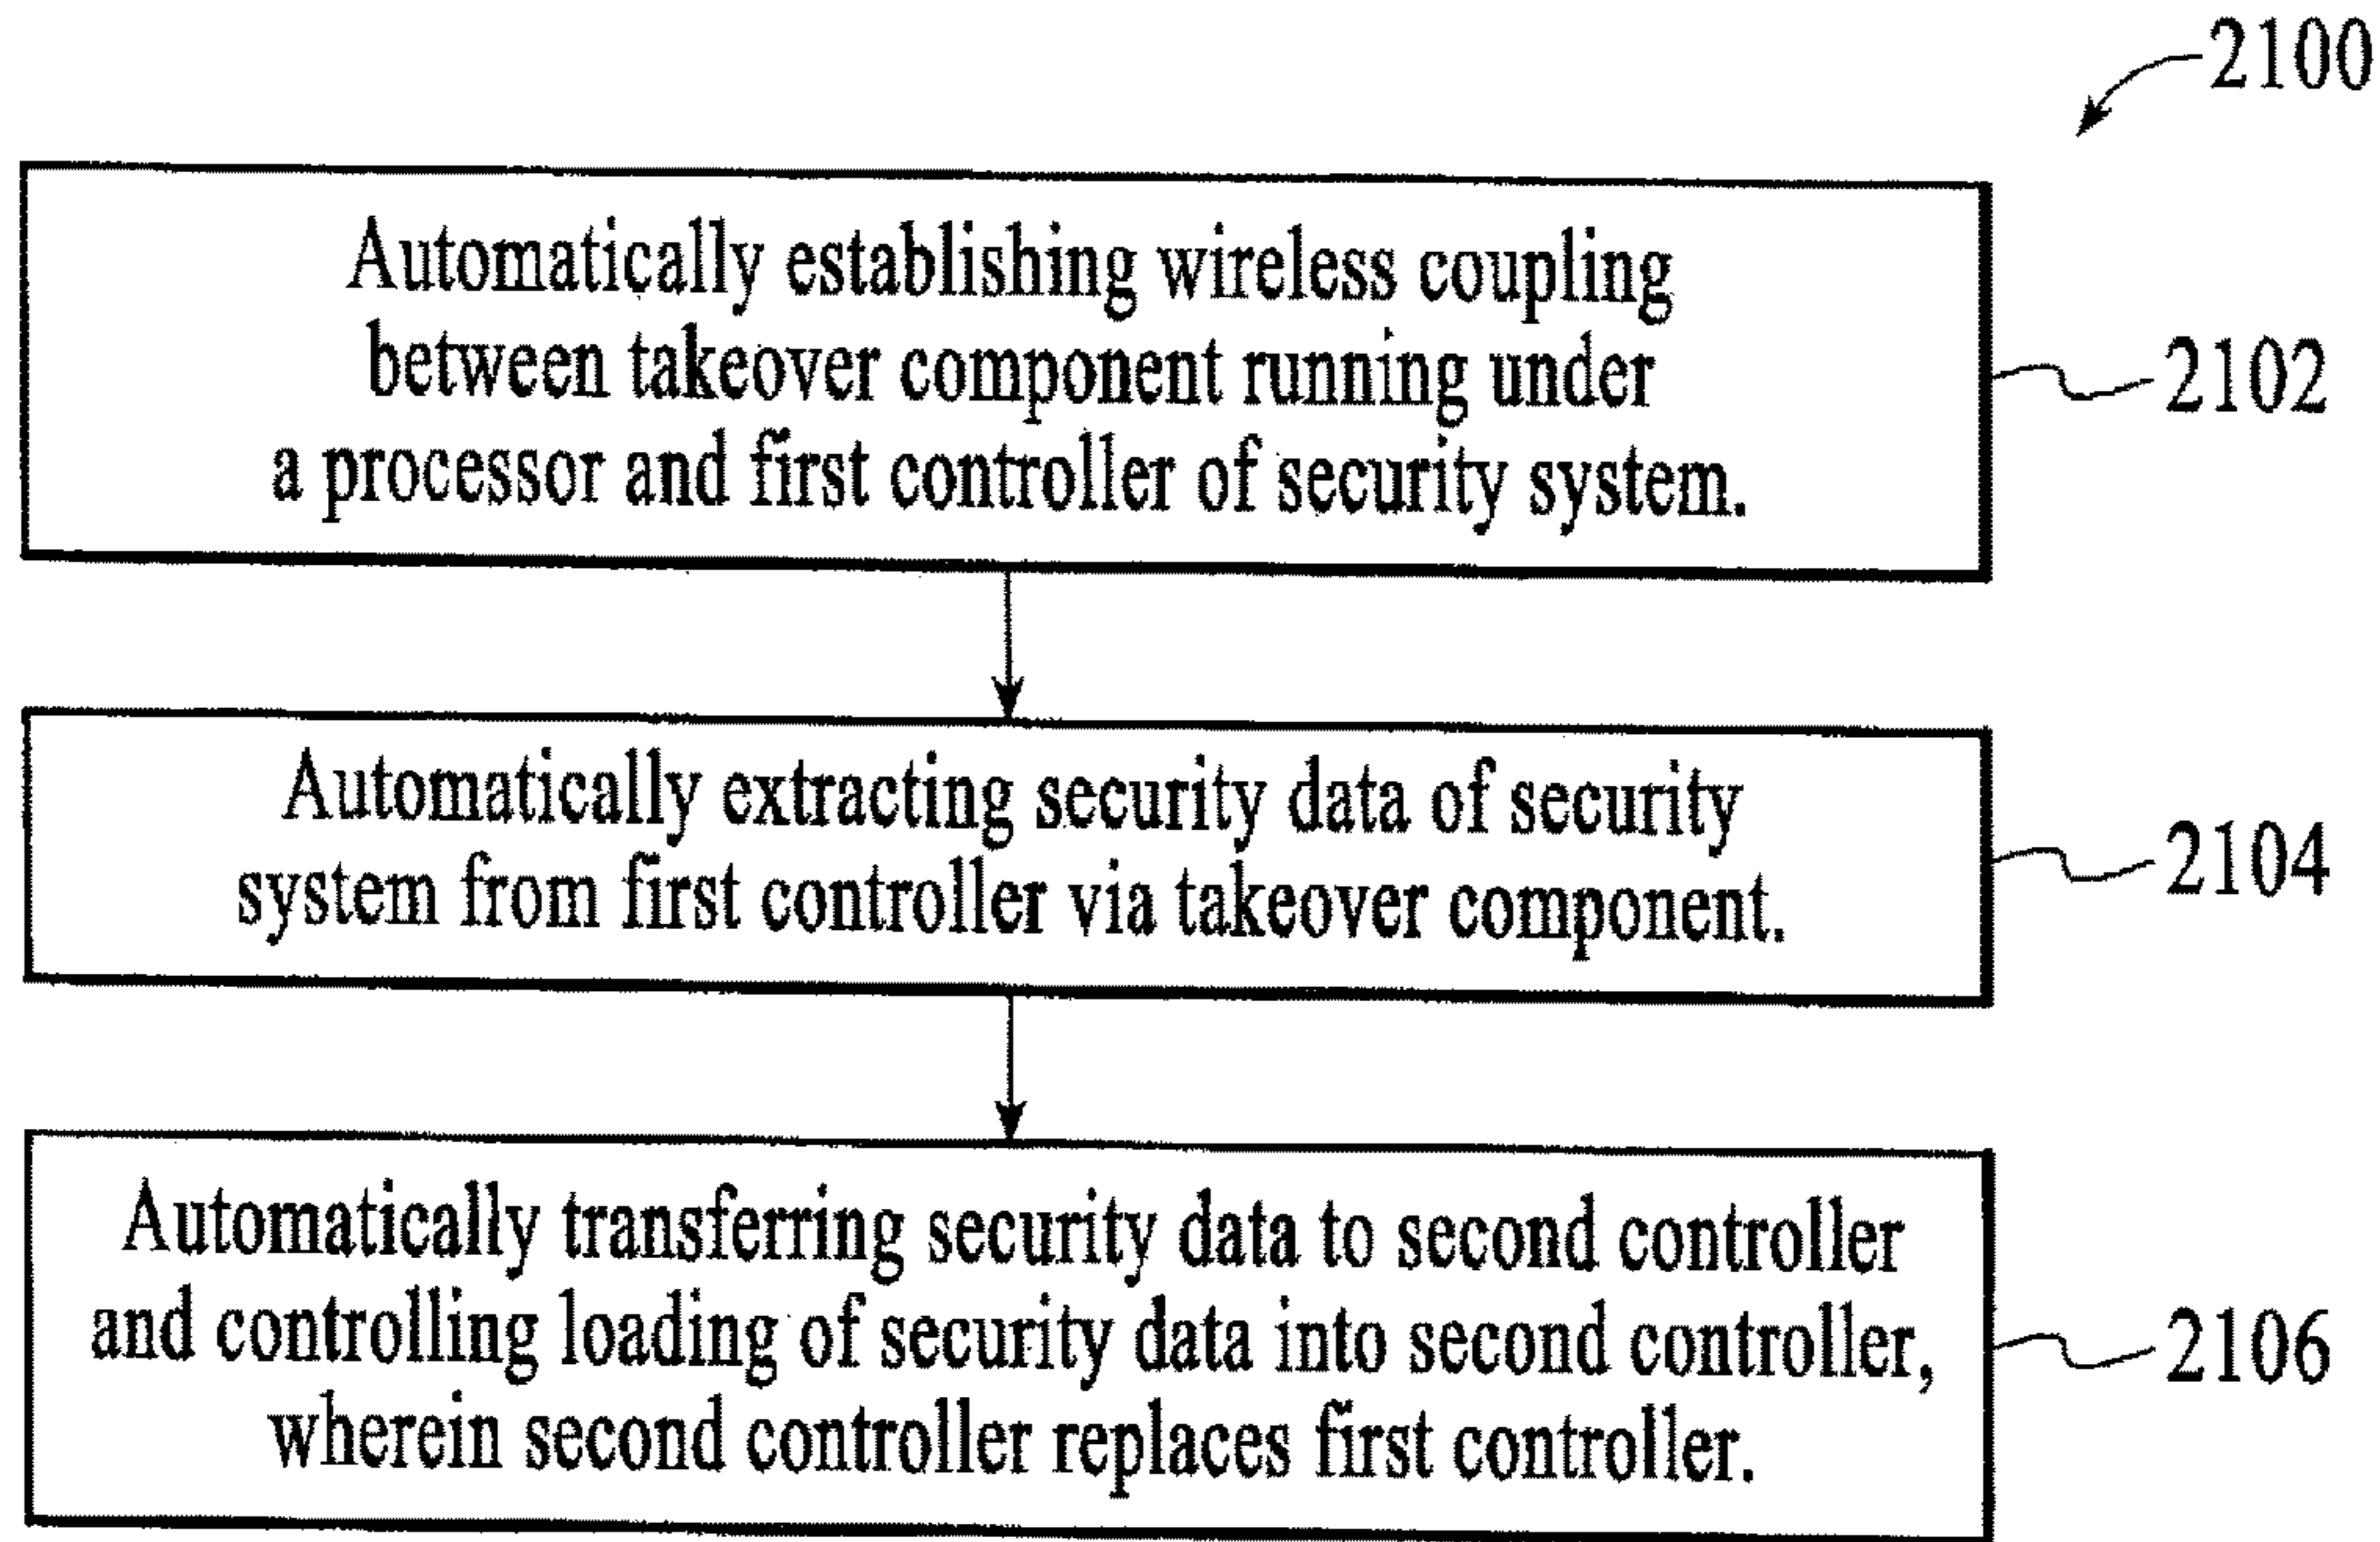 2100
Automatically establishing wireless coupling
between takeover component running under
a processor and first controller of security system.
2102
Automatically extracting security data of security
system from first controller via takeover component.
2104
Automatically transferring security data to second controller
and controlling loading of security data into second controller,
wherein second controller replaces first controller.
2106